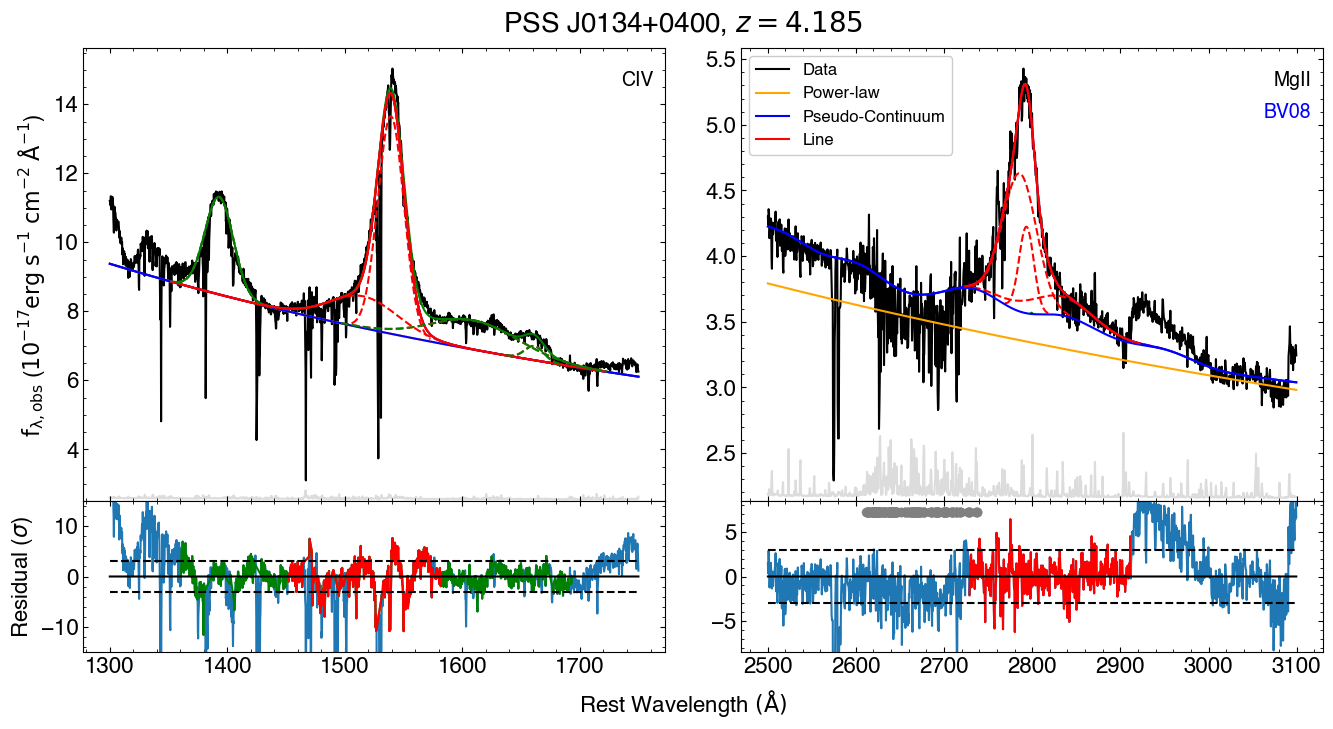 PSS J0134+0400, z = 4.185
CIV
f_λ,obs (10^−17 erg s^−1 cm^−2 Å^−1)
14
12
10
8
6
4
Residual (σ)
10
0
−10
1300 1400 1500 1600 1700
Data
Power-law
Pseudo-Continuum
Line
MgII
BV08
5.5
5.0
4.5
4.0
3.5
3.0
2.5
5
0
−5
2500 2600 2700 2800 2900 3000 3100
Rest Wavelength (Å)